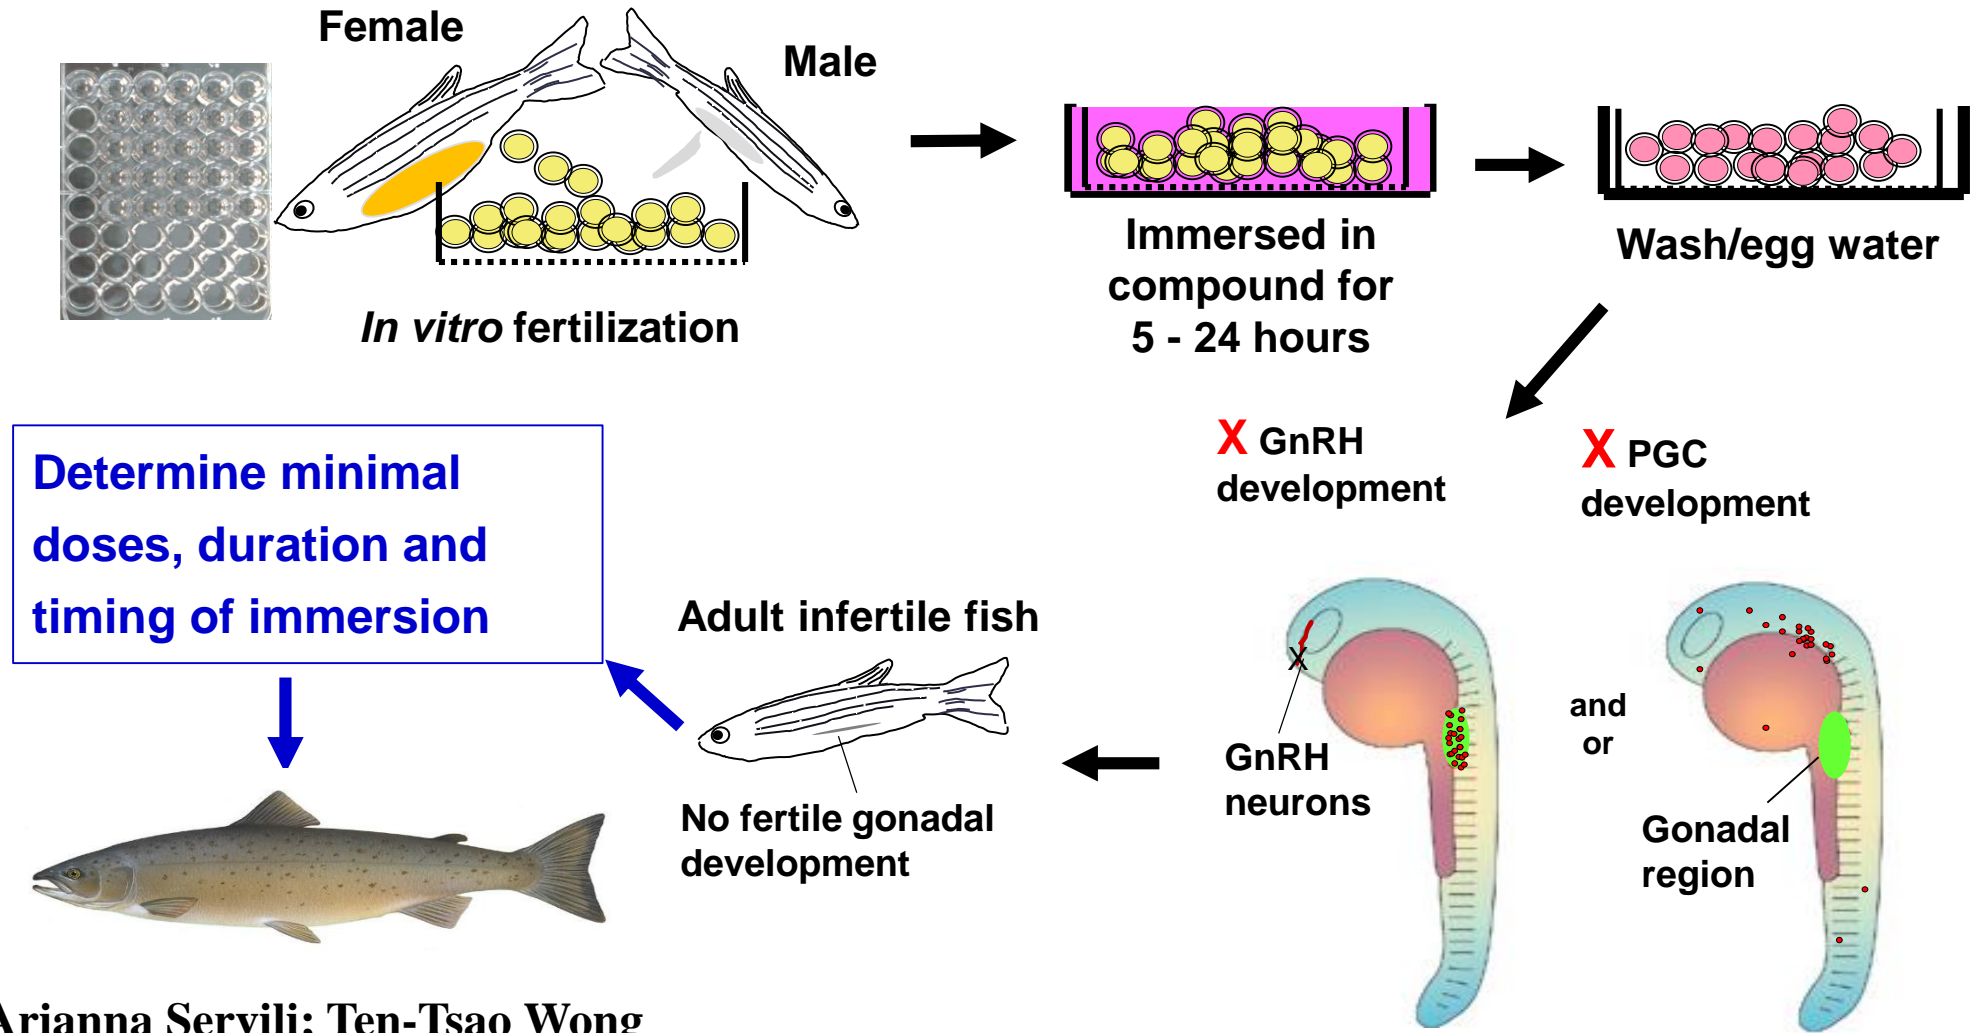 Female
Male
In vitro fertilization
Immersed in
compound for
5 - 24 hours
Wash/egg water
X GnRH
development
X PGC
development
Determine minimal
doses, duration and
timing of immersion
Adult infertile fish
No fertile gonadal
development
X
GnRH
neurons
and
or
Gonadal
region
Arianna Servili; Ten-Tsao Wong